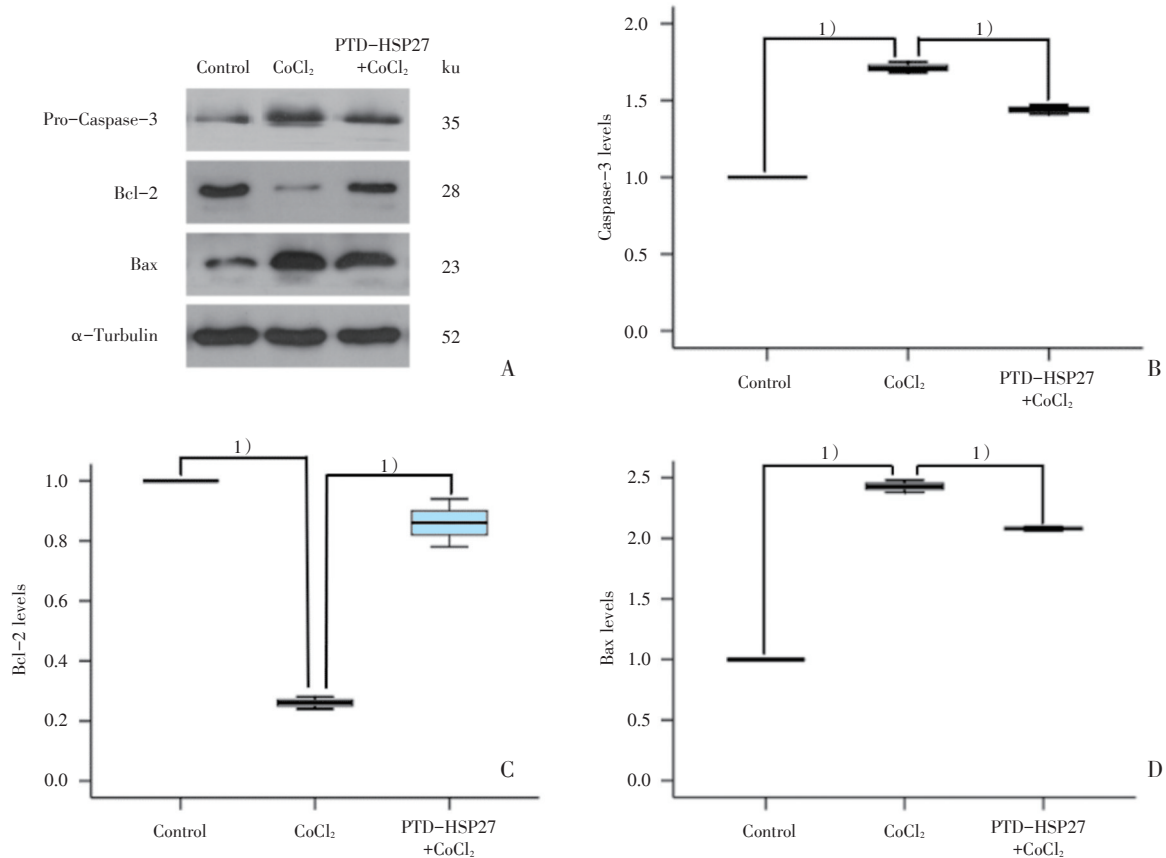 PTD-HSP27
Control CoCl₂ +CoCl₂ ku
Pro-Caspase-3 35
Bcl-2 28
Bax 23
α-Turbulin 52
A
2.0
1.5
1.0
0.5
0.0
Caspase-3 levels
1) 1)
Control CoCl₂ PTD-HSP27
+CoCl₂
B
1.0
0.8
0.6
0.4
0.2
0.0
Bcl-2 levels
1) 1)
Control CoCl₂ PTD-HSP27
+CoCl₂
C
2.5
2.0
1.5
1.0
0.5
0.0
Bax levels
1) 1)
Control CoCl₂ PTD-HSP27
+CoCl₂
D